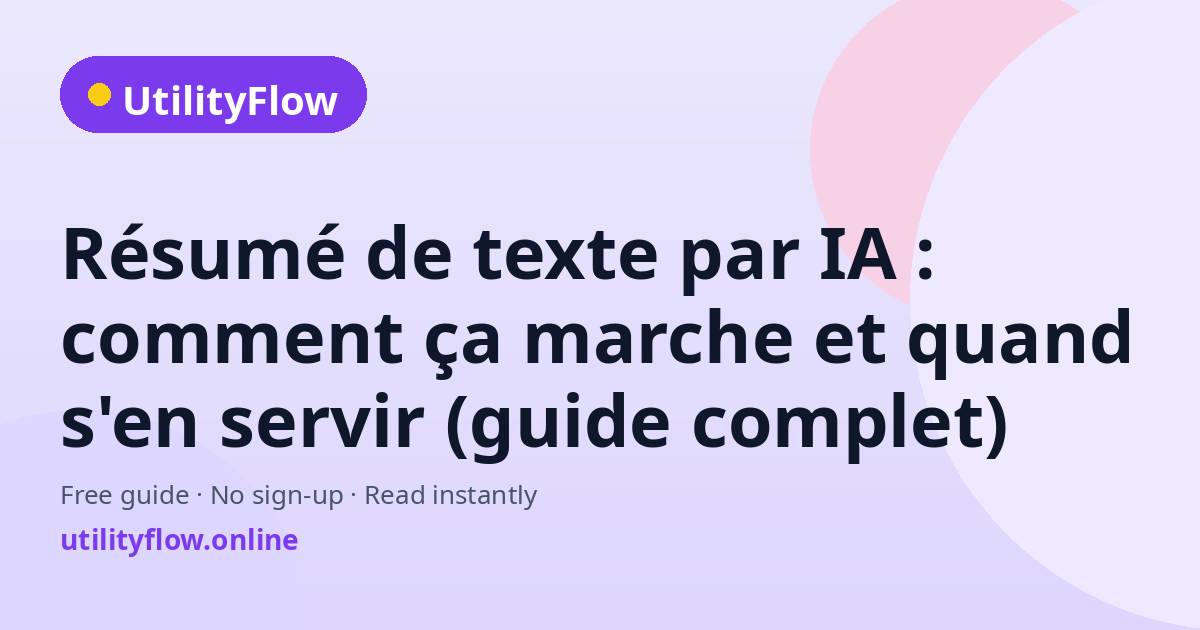 UtilityFlow
Résumé de texte par IA :
comment ça marche et quand
s'en servir (guide complet)
Free guide · No sign-up · Read instantly
utilityflow.online